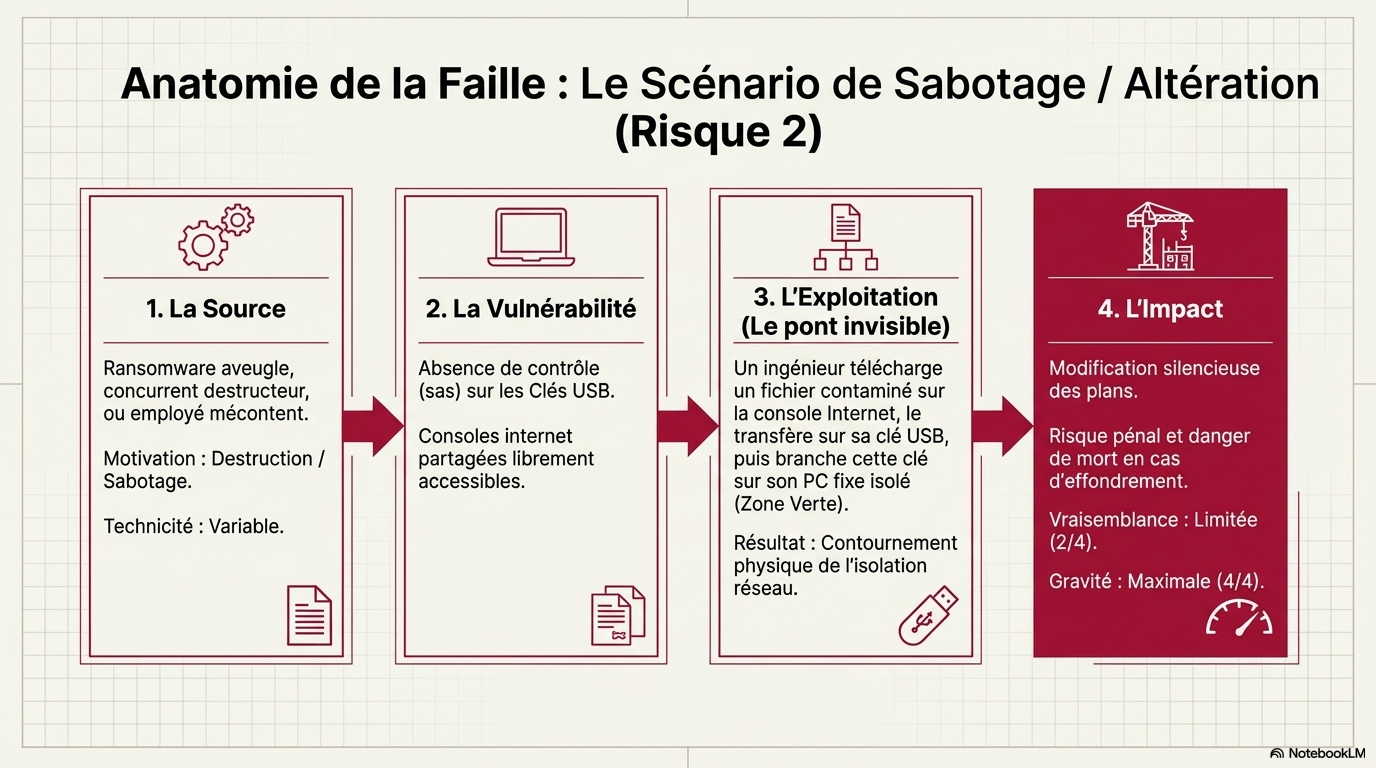 Anatomie de la Faille : Le Scénario de Sabotage / Altération
(Risque 2)
1. La Source
Ransomware aveugle,
concurrent destructeur,
ou employé mécontent.
Motivation : Destruction /
Sabotage.
Technicité : Variable.
2. La Vulnérabilité
Absence de contrôle
(sas) sur les Clés USB.
Consoles internet
partagées librement
accessibles.
3. L'Exploitation
(Le pont invisible)
Un ingénieur télécharge
un fichier contaminé sur
la console Internet, le
transfère sur sa clé USB,
puis branche cette clé
sur son PC fixe isolé
(Zone Verte).
Résultat : Contournement
physique de l'isolation
réseau.
4. L'Impact
Modification silencieuse
des plans.
Risque pénal et danger
de mort en cas
d'effondrement.
Vraisemblance : Limitée
(2/4).
Gravité : Maximale (4/4).
NotebookLM